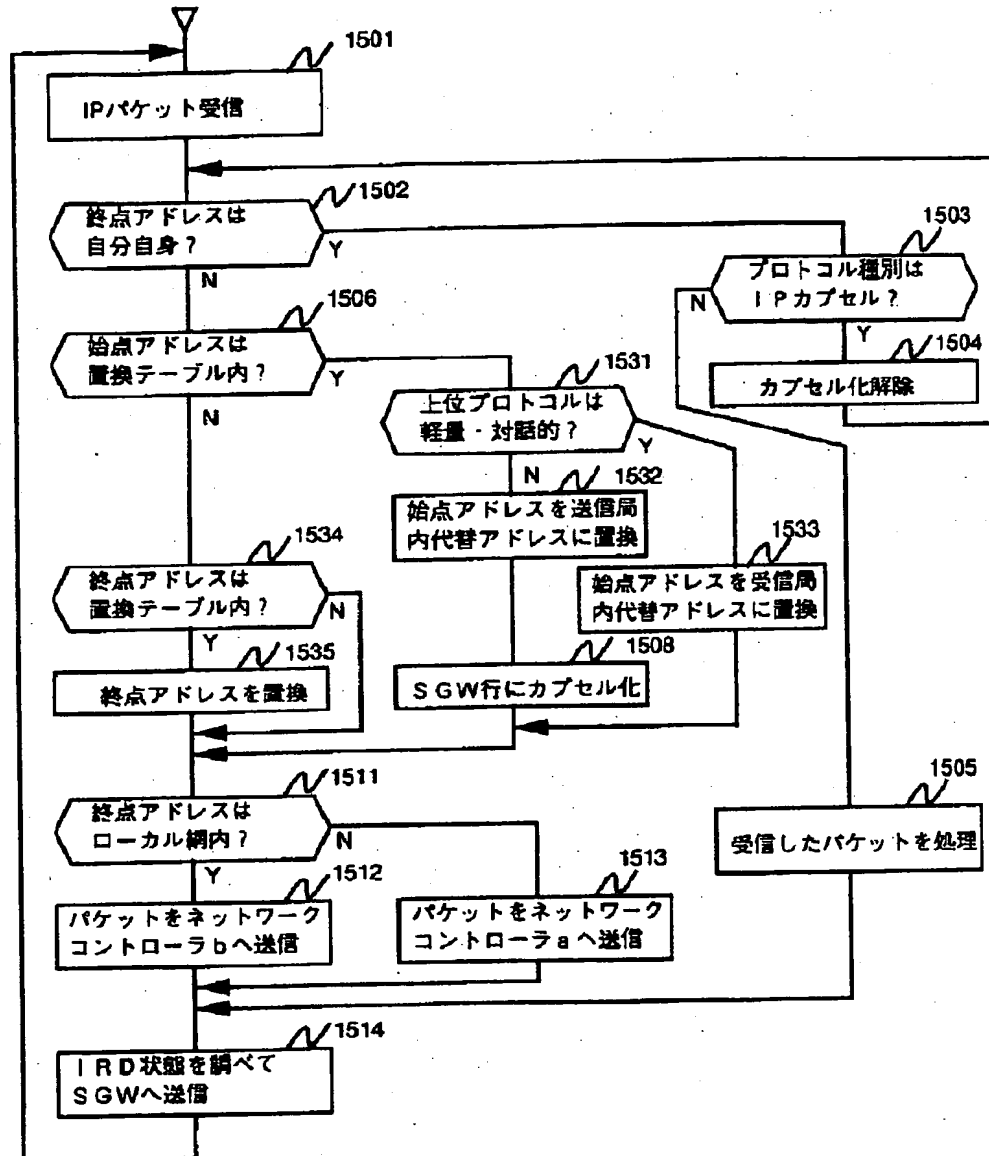 1501
IPパケット受信
1502
終点アドレスは
自分自身?
Y
N
1503
プロトコル種別は
IPカプセル?
N
Y
1504
カプセル化解除
1506
始点アドレスは
置換テーブル内?
Y
N
1531
上位プロトコルは
軽量・対話的?
Y
N
1532
始点アドレスを送信局
内代替アドレスに置換
1533
始点アドレスを受信局
内代替アドレスに置換
1534
終点アドレスは
置換テーブル内?
N
Y
1535
終点アドレスを置換
1508
SGW行にカプセル化
1511
終点アドレスは
ローカル網内?
N
Y
1505
受信したパケットを処理
1512
パケットをネットワーク
コントローラbへ送信
1513
パケットをネットワーク
コントローラaへ送信
1514
IRD状態を調べて
SGWへ送信